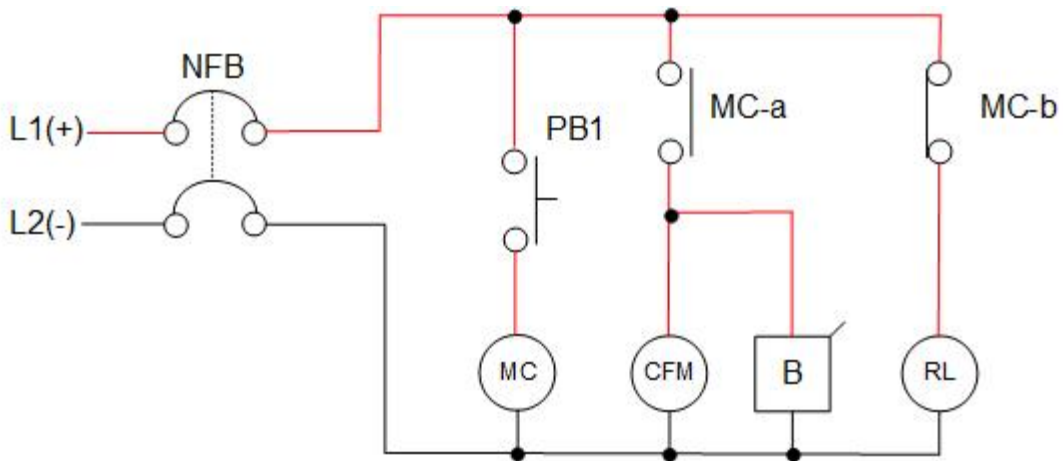 NFB
L1(+)
PB1
MC-a
MC-b
L2(-)
MC
CFM
B
RL